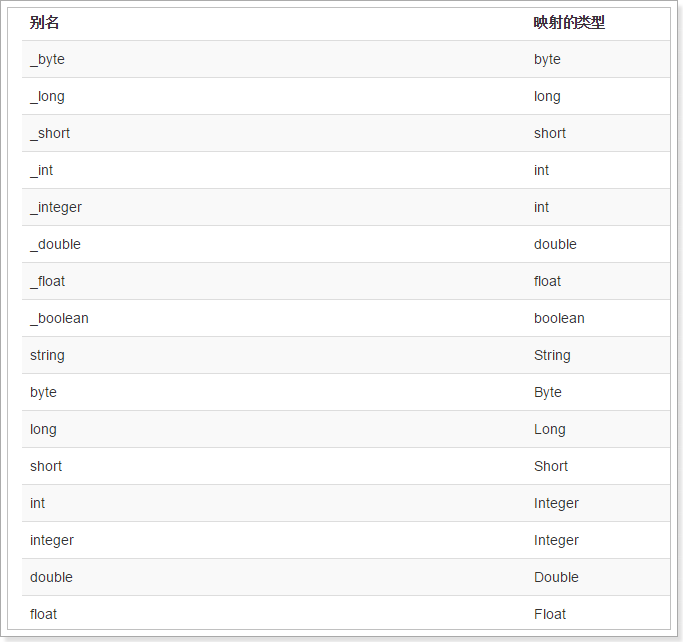 别名 映射的类型
_byte byte
_long long
_short short
_int int
_integer int
_double double
_float float
_boolean boolean
string String
byte Byte
long Long
short Short
int Integer
integer Integer
double Double
float Float